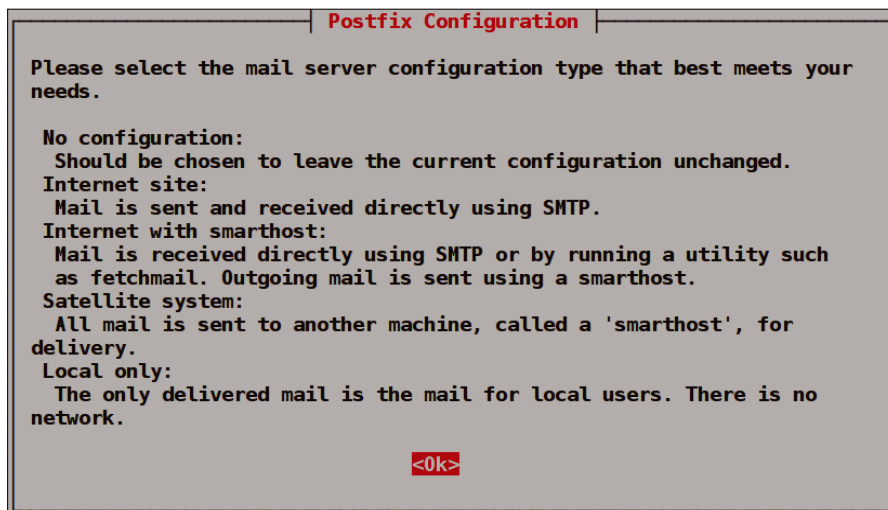 Postfix Configuration
Please select the mail server configuration type that best meets your
needs.
No configuration:
Should be chosen to leave the current configuration unchanged.
Internet site:
Mail is sent and received directly using SMTP.
Internet with smarthost:
Mail is received directly using SMTP or by running a utility such
as fetchmail. Outgoing mail is sent using a smarthost.
Satellite system:
All mail is sent to another machine, called a 'smarthost', for
delivery.
Local only:
The only delivered mail is the mail for local users. There is no
network.
<Ok>